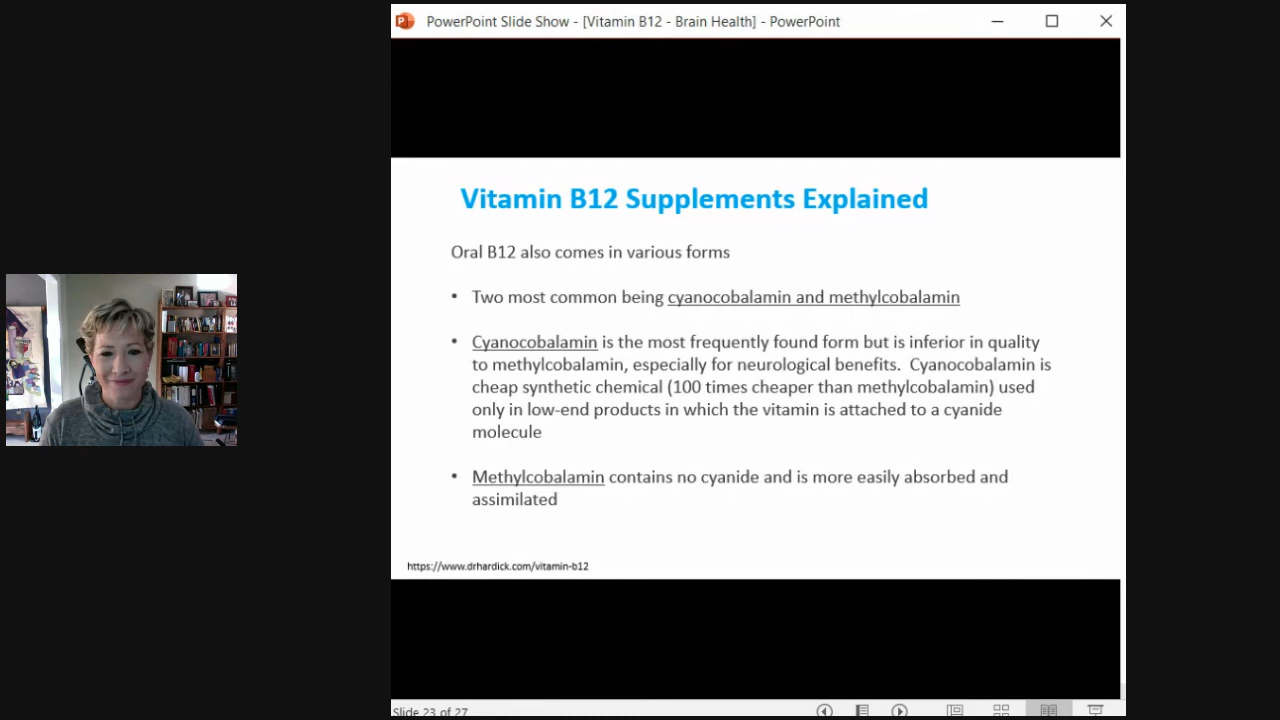 PowerPoint Slide Show - [Vitamin B12 - Brain Health] - PowerPoint
Vitamin B12 Supplements Explained
Oral B12 also comes in various forms
• Two most common being cyanocobalamin and methylcobalamin
• Cyanocobalamin is the most frequently found form but is inferior in quality
to methylcobalamin, especially for neurological benefits.  Cyanocobalamin is
cheap synthetic chemical (100 times cheaper than methylcobalamin) used
only in low-end products in which the vitamin is attached to a cyanide
molecule
• Methylcobalamin contains no cyanide and is more easily absorbed and
assimilated
https://www.drhardick.com/vitamin-b12
Slide 23 of 27